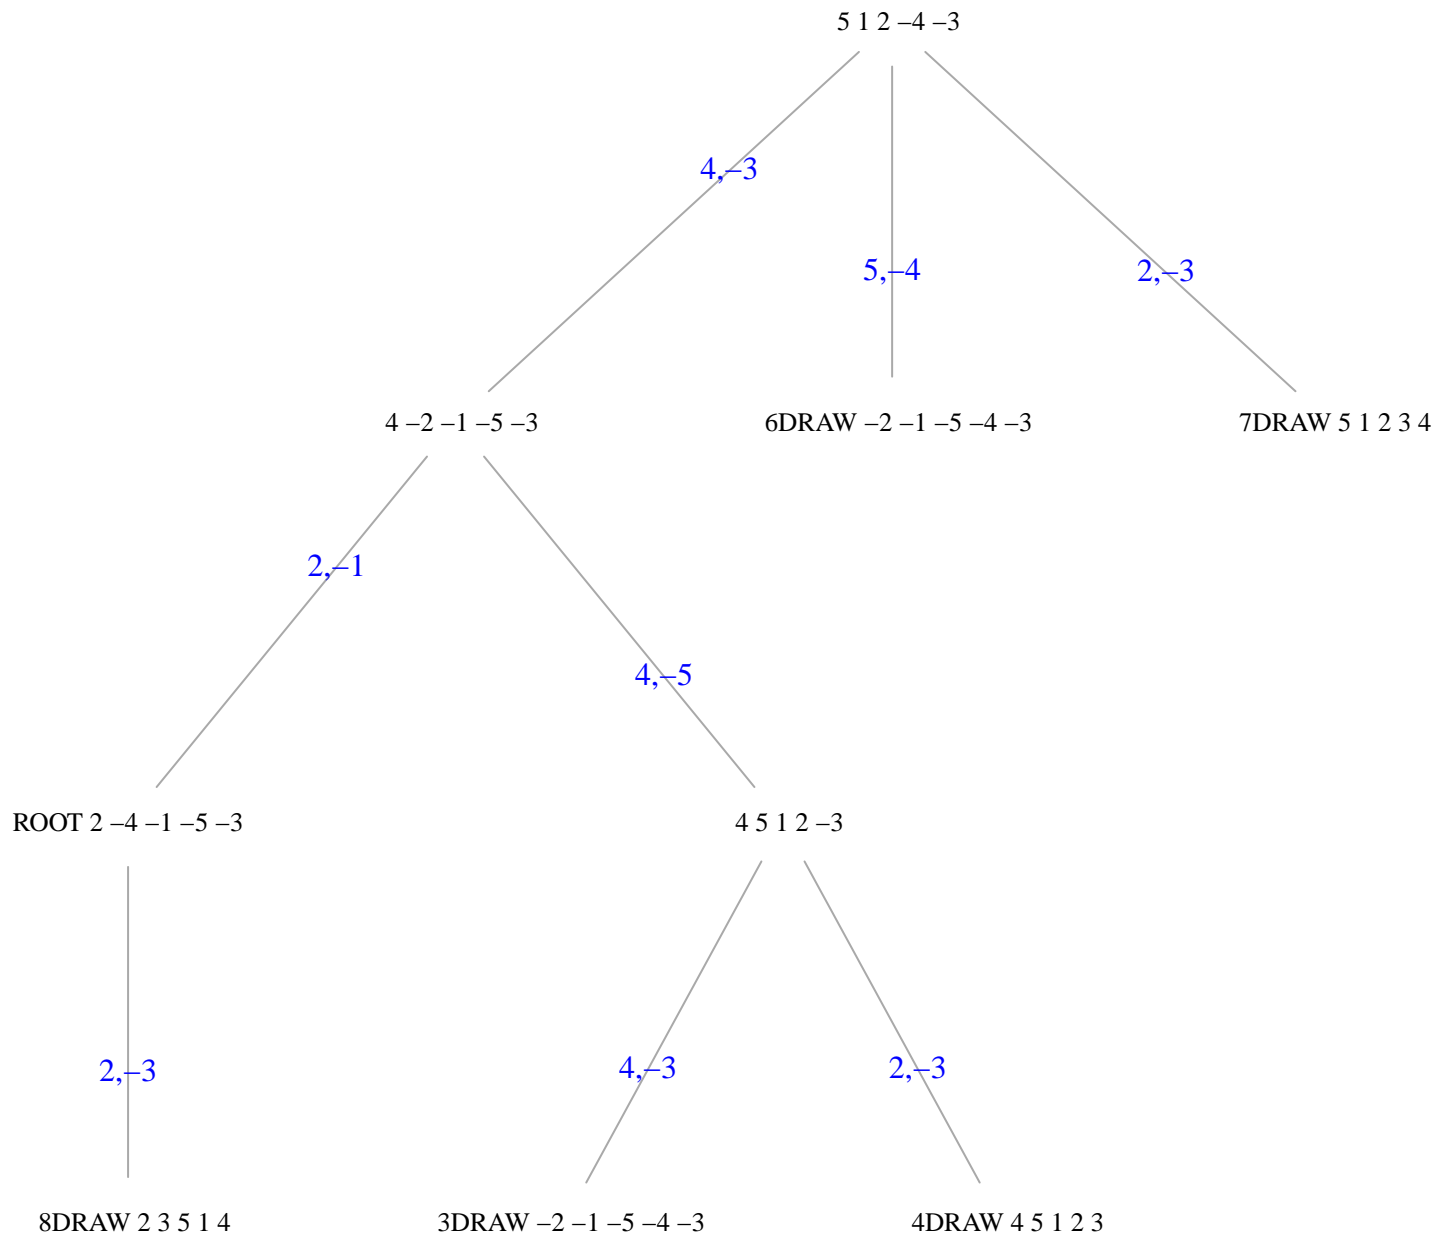 5 1 2 –4 –3
4,–3
5,–4
2,–3
4 –2 –1 –5 –3
6DRAW –2 –1 –5 –4 –3
7DRAW 5 1 2 3 4
2,–1
4,–5
ROOT 2 –4 –1 –5 –3
4 5 1 2 –3
2,–3
4,–3
2,–3
8DRAW 2 3 5 1 4
3DRAW –2 –1 –5 –4 –3
4DRAW 4 5 1 2 3